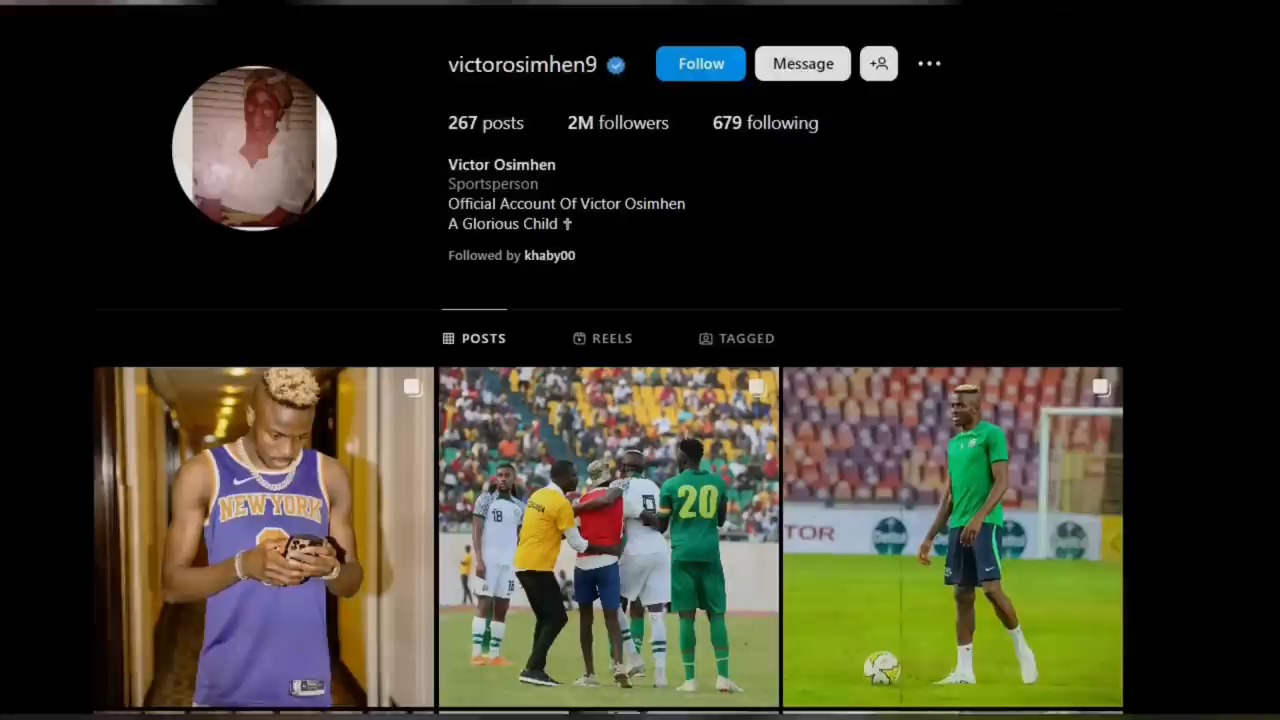 victorosimhen9
Follow
Message
267 posts
2M followers
679 following
Victor Osimhen
Sportsperson
Official Account Of Victor Osimhen
A Glorious Child ✝
Followed by khaby00
POSTS
REELS
TAGGED
NEW YORK
18
18
20
TOR